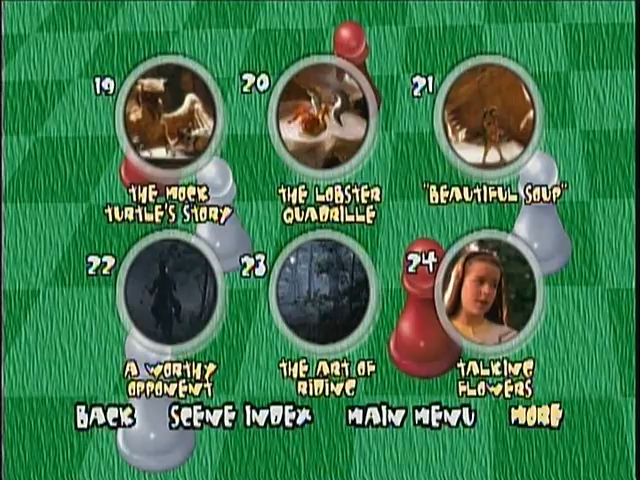 19
20
21
THE MOCK
TURTLE'S STORY
THE LOBSTER
QUADRILLE
"BEAUTIFUL SOUP"
22
23
24
A WORTHY
OPPONENT
THE ART OF
RIDING
TALKING
FLOWERS
BACK
SCENE INDEX
MAIN MENU
MORE